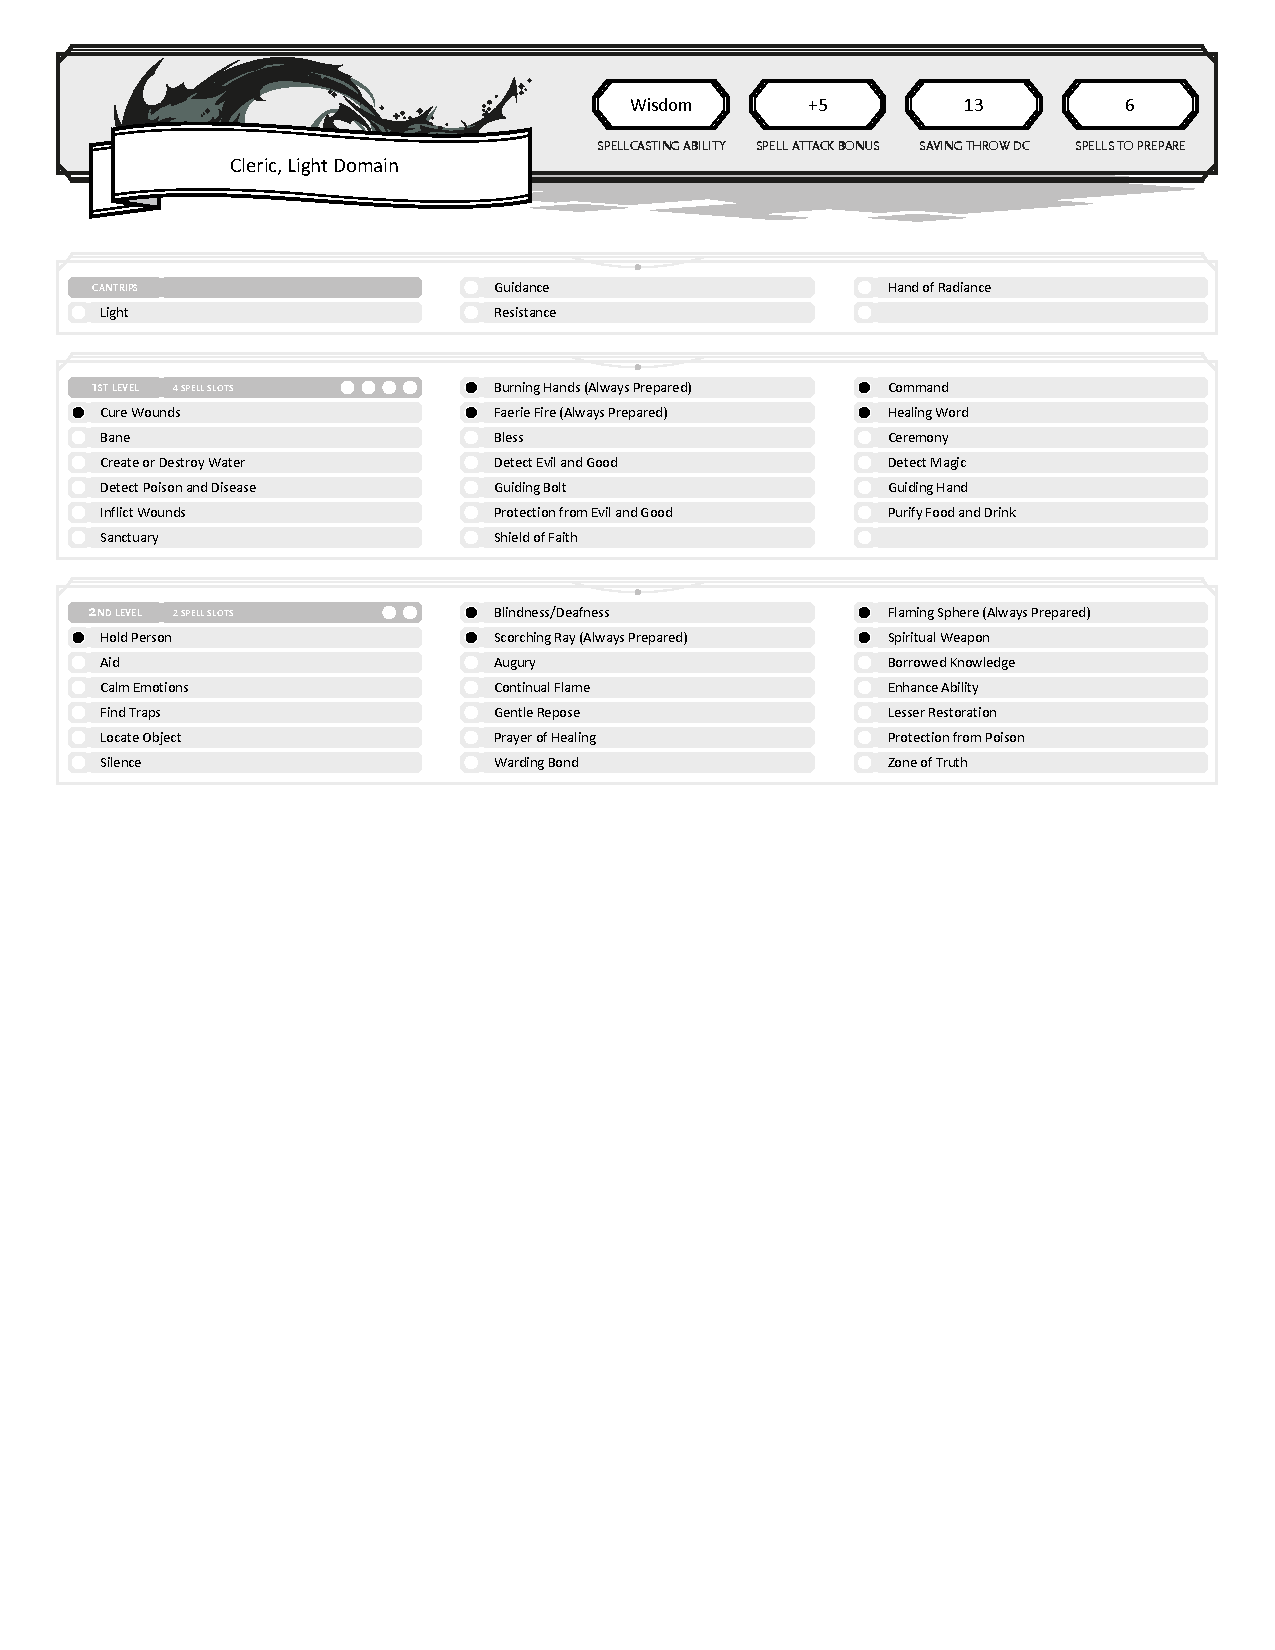 Wisdom +5 13 6
SPELLCASTING ABILITY SPELL ATTACK BONUS SAVING THROW DC SPELLS TO PREPARE
Cleric, Light Domain
CANTRIPS Guidance Hand of Radiance
Light Resistance
1ST LEVEL 4 SPELL SLOTS Burning Hands (Always Prepared) Command
Cure Wounds Faerie Fire (Always Prepared) Healing Word
Bane Bless Ceremony
Create or Destroy Water Detect Evil and Good Detect Magic
Detect Poison and Disease Guiding Bolt Guiding Hand
Inflict Wounds Protection from Evil and Good Purify Food and Drink
Sanctuary Shield of Faith
2ND LEVEL 2 SPELL SLOTS Blindness/Deafness Flaming Sphere (Always Prepared)
Hold Person Scorching Ray (Always Prepared) Spiritual Weapon
Aid Augury Borrowed Knowledge
Calm Emotions Continual Flame Enhance Ability
Find Traps Gentle Repose Lesser Restoration
Locate Object Prayer of Healing Protection from Poison
Silence Warding Bond Zone of Truth